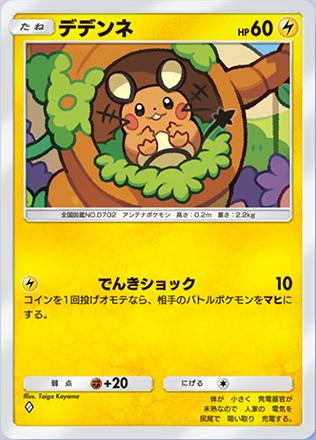 たね デデンネ HP60
全国図鑑NO.0702 アンテナポケモン 高さ:0.2m 重さ:2.2kg
でんきショック 10
コインを1回投げオモテなら、相手のバトルポケモンをマヒに
する。
弱点 +20 にげる
Illus. Taiga Kayama
体が 小さく 発電器官が
未熟なので 人家の 電気を
尻尾で 吸い取り 充電する。